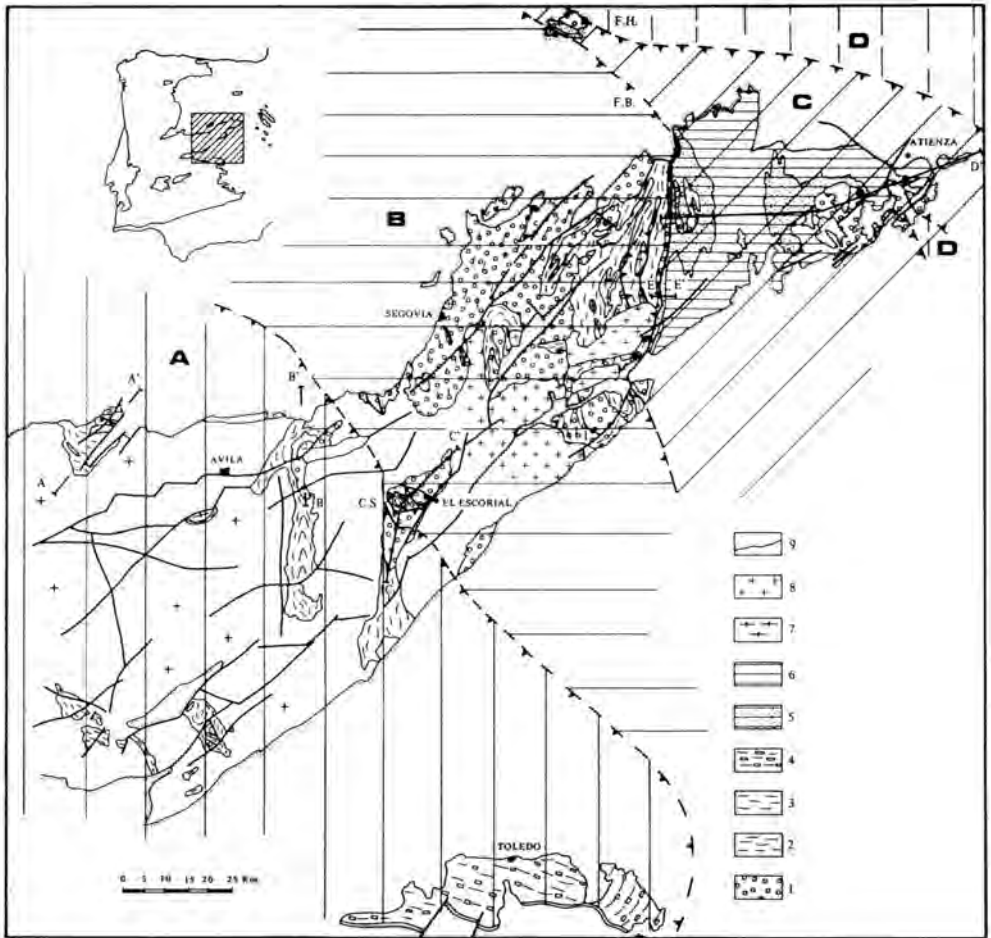 F.H.
D
C
F.B.
ATIENZA
D'
B
D
E
E'
SEGOVIA
A
B'
A'
C'
AVILA
A
B
C.S.
EL ESCORIAL
9
8
7
6
5
4
3
2
1
TOLEDO
0 5 10 15 20 25 Km.